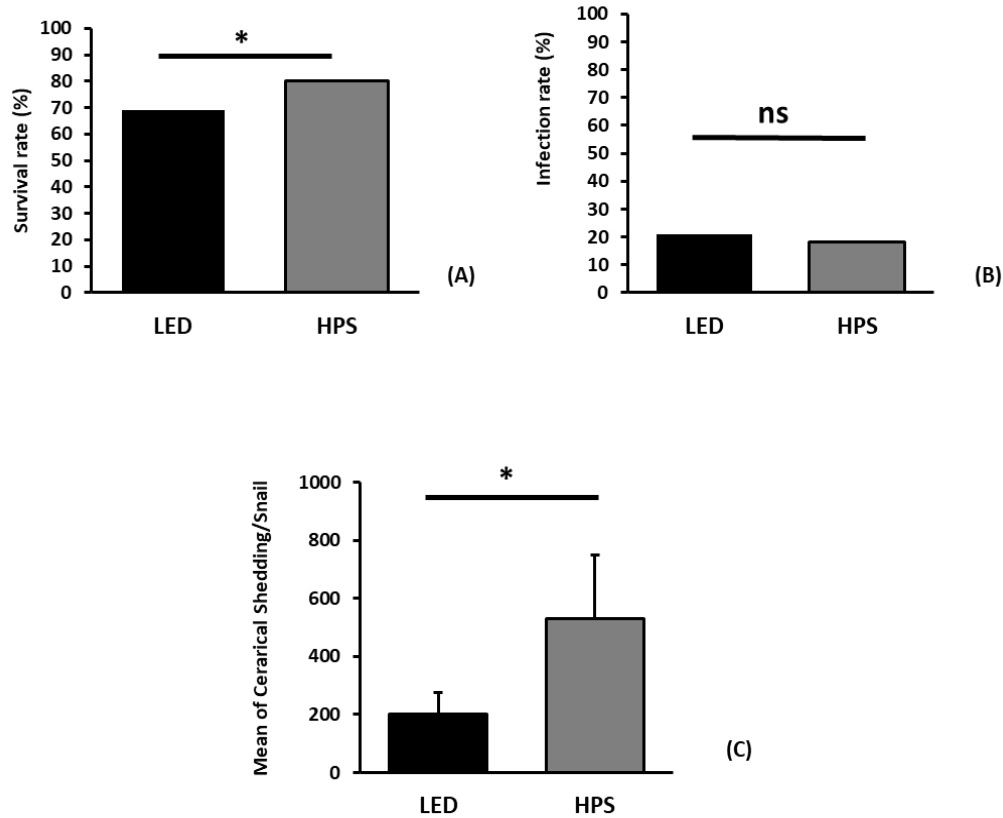 *
Survival rate (%)
100
90
80
70
60
50
40
30
20
10
0
LED
HPS
(A)
ns
Infection rate (%)
100
90
80
70
60
50
40
30
20
10
0
LED
HPS
(B)
*
Mean of Cerarical Shedding/Snail
1000
800
600
400
200
0
LED
HPS
(C)